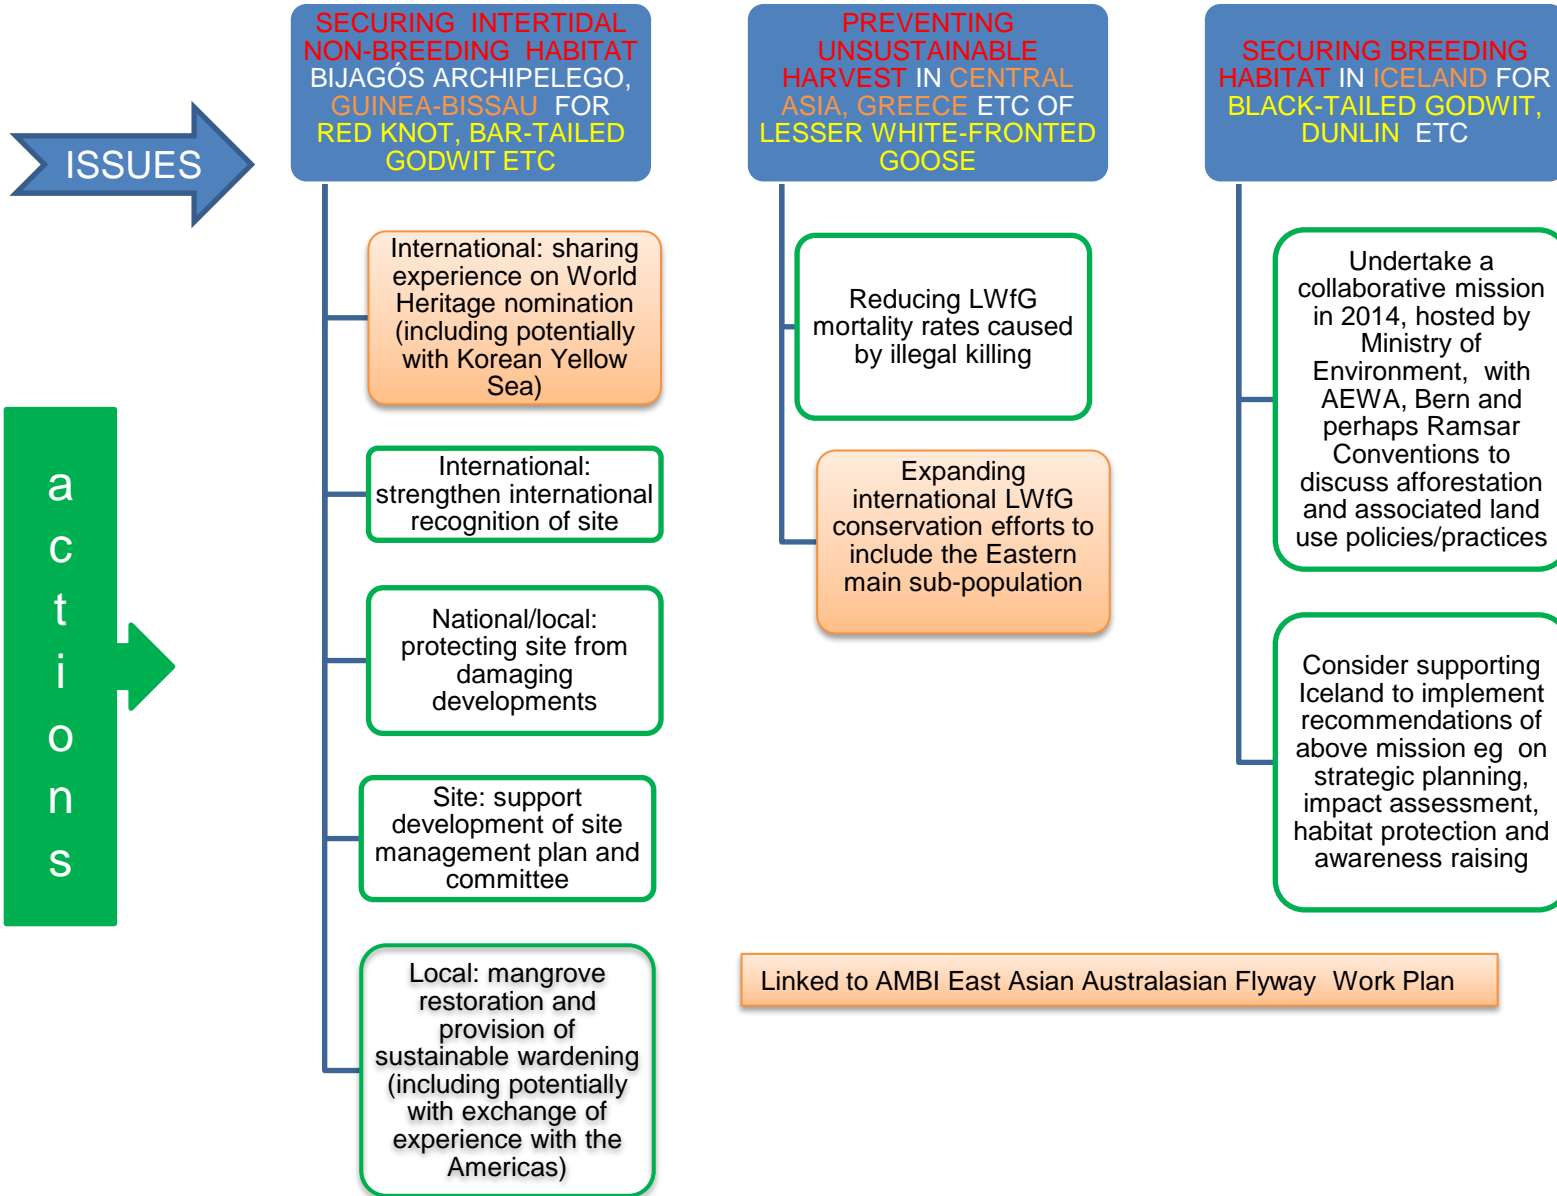 ISSUES
SECURING INTERTIDAL
NON-BREEDING HABITAT
BIJAGÓS ARCHIPELEGO,
GUINEA-BISSAU FOR
RED KNOT, BAR-TAILED
GODWIT ETC
PREVENTING
UNSUSTAINABLE
HARVEST IN CENTRAL
ASIA, GREECE ETC OF
LESSER WHITE-FRONTED
GOOSE
SECURING BREEDING
HABITAT IN ICELAND FOR
BLACK-TAILED GODWIT,
DUNLIN ETC
actions
International: sharing
experience on World
Heritage nomination
(including potentially
with Korean Yellow
Sea)
International:
strengthen international
recognition of site
National/local:
protecting site from
damaging
developments
Site: support
development of site
management plan and
committee
Local: mangrove
restoration and
provision of
sustainable wardening
(including potentially
with exchange of
experience with the
Americas)
Reducing LWfG
mortality rates caused
by illegal killing
Expanding
international LWfG
conservation efforts to
include the Eastern
main sub-population
Undertake a
collaborative mission
in 2014, hosted by
Ministry of
Environment, with
AEWA, Bern and
perhaps Ramsar
Conventions to
discuss afforestation
and associated land
use policies/practices
Consider supporting
Iceland to implement
recommendations of
above mission eg on
strategic planning,
impact assessment,
habitat protection and
awareness raising
Linked to AMBI East Asian Australasian Flyway Work Plan